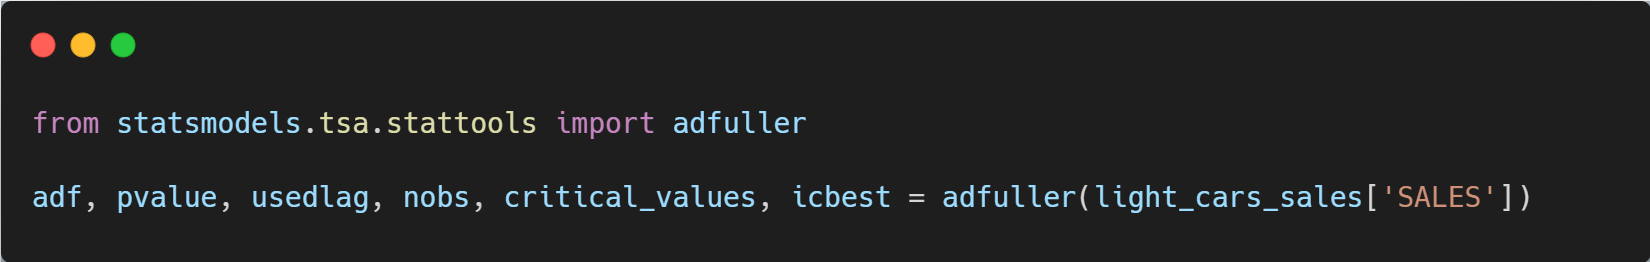 from statsmodels.tsa.stattools import adfuller
adf, pvalue, usedlag, nobs, critical_values, icbest = adfuller(light_cars_sales['SALES'])